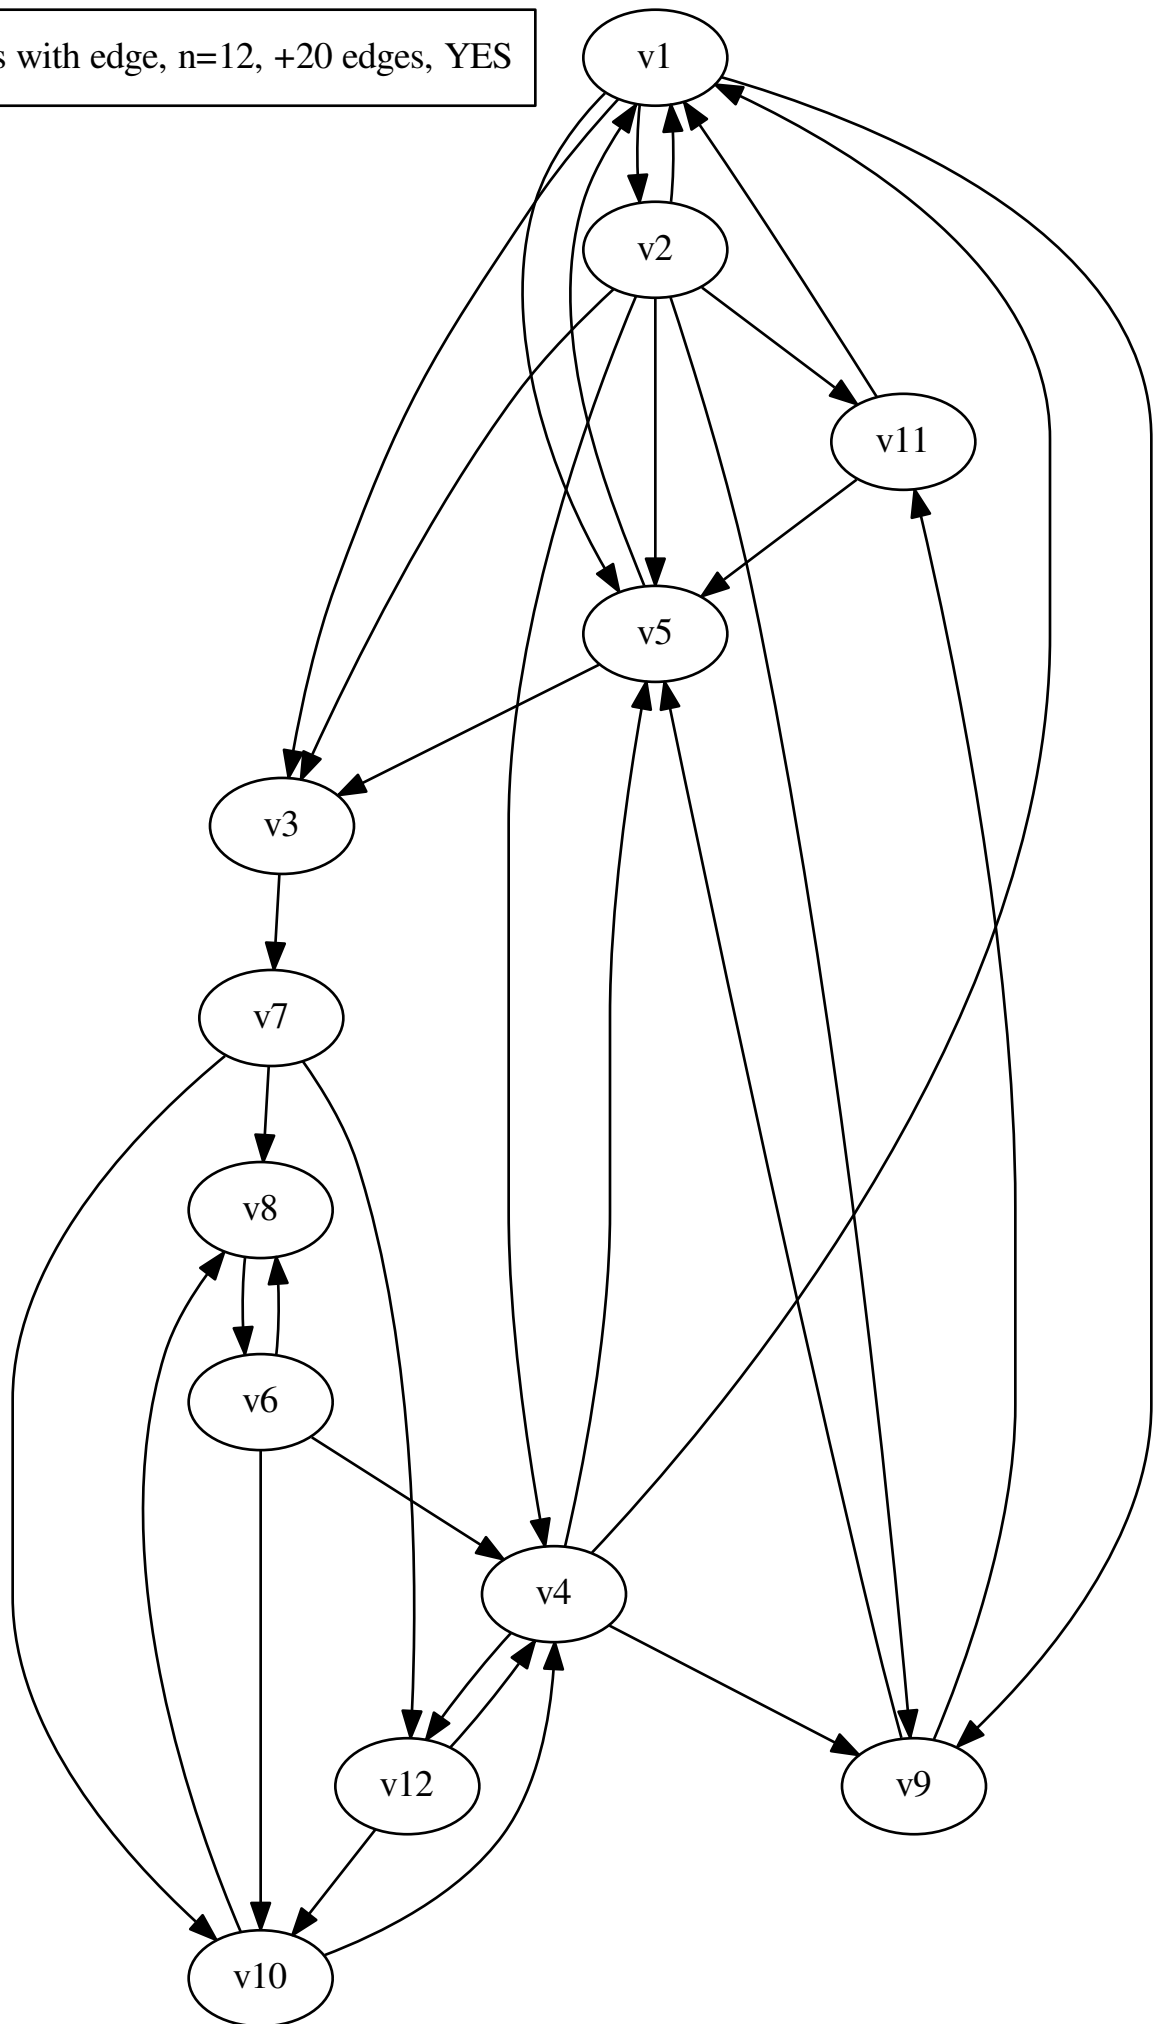 s with edge, n=12, +20 edges, YES
v1
v2
v11
v5
v3
v7
v8
v6
v4
v12
v9
v10